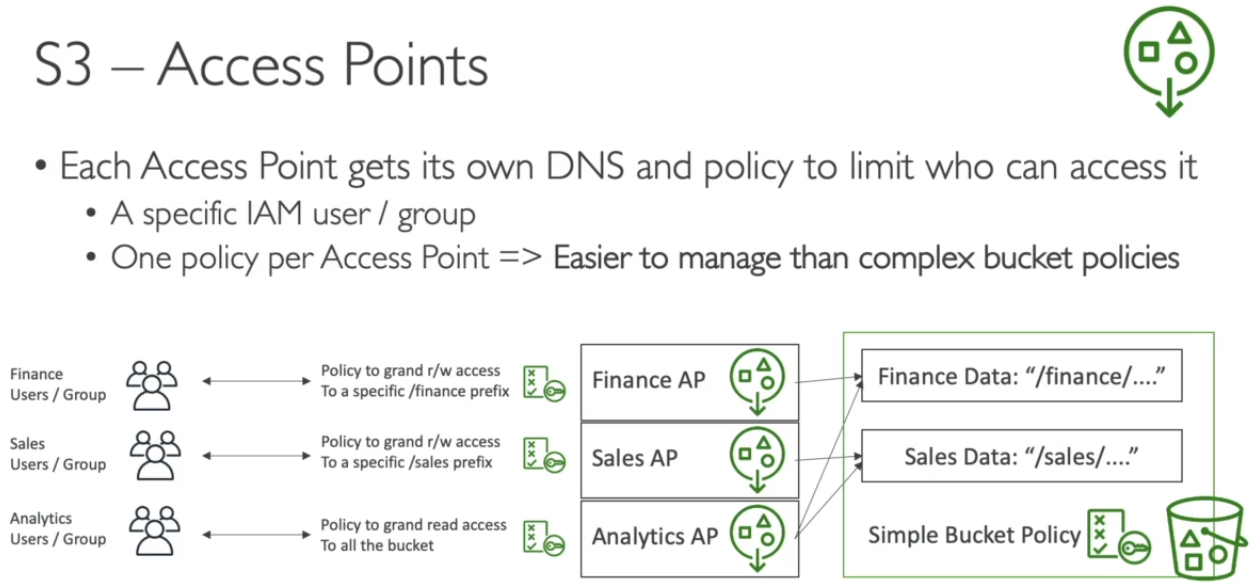 S3 – Access Points
• Each Access Point gets its own DNS and policy to limit who can access it
• A specific IAM user / group
• One policy per Access Point => Easier to manage than complex bucket policies
Finance
Users / Group
Policy to grand r/w access
To a specific /finance prefix
Finance AP
Finance Data: “/finance/....”
Sales
Users / Group
Policy to grand r/w access
To a specific /sales prefix
Sales AP
Sales Data: “/sales/....”
Analytics
Users / Group
Policy to grand read access
To all the bucket
Analytics AP
Simple Bucket Policy